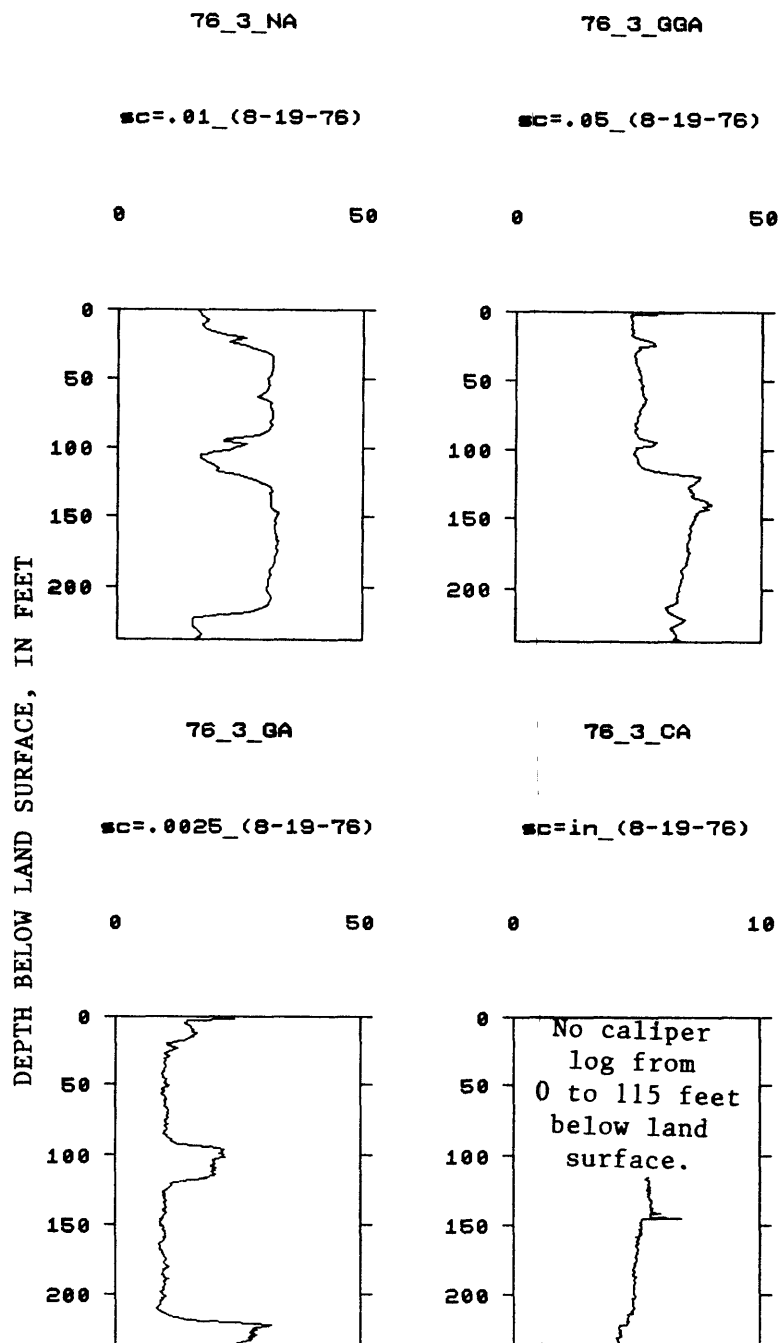 76_3_NA
76_3_GGA
sc=.01_(8-19-76)
sc=.05_(8-19-76)
0 50
0 50
0
50
100
150
200
0
50
100
150
200
DEPTH BELOW LAND SURFACE, IN FEET
76_3_GA
76_3_CA
sc=.0025_(8-19-76)
sc=in_(8-19-76)
0 50
0 10
0
50
100
150
200
0
50
100
150
200
No caliper
log from
0 to 115 feet
below land
surface.